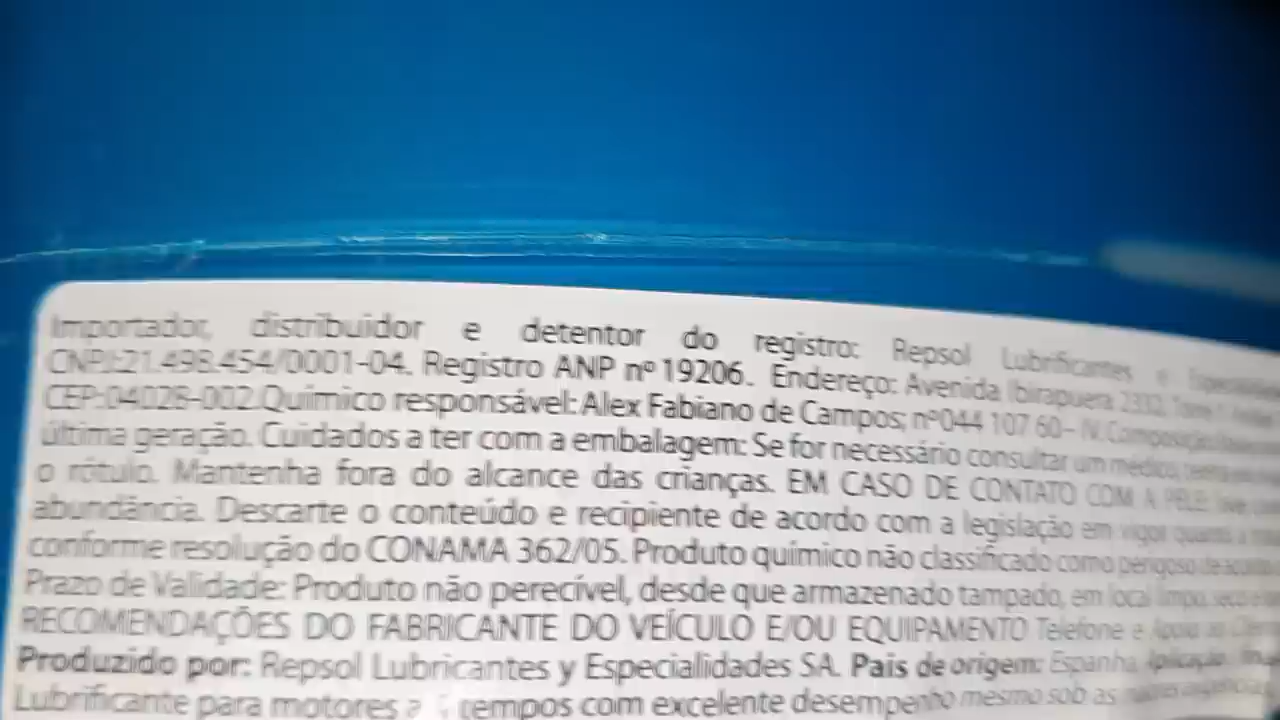 Importador, distribuidor e detentor do registro: Repsol Lubrificantes e
CNPJ:21.498.454/0001-04. Registro ANP nº 19206. Endereço: Avenida Ibirapuera 2332, Torre
CEP:04028-002.Químico responsável: Alex Fabiano de Campos; nº044 107 60 – IV. Composição:
última geração. Cuidados a ter com a embalagem: Se for necessário consultar um médico,
o rótulo. Mantenha fora do alcance das crianças. EM CASO DE CONTATO COM A PELE:
abundância. Descarte o conteúdo e recipiente de acordo com a legislação em vigor
conforme resolução do CONAMA 362/05. Produto químico não classificado como perigoso
Prazo de Validade: Produto não perecível, desde que armazenado tampado, em local limpo,
RECOMENDAÇÕES DO FABRICANTE DO VEÍCULO E/OU EQUIPAMENTO Telefone e
Produzido por: Repsol Lubricantes y Especialidades SA. Pais de origem: Espanha. Aplicação:
Lubrificante para motores tempos com excelente desempenho mesmo sob as